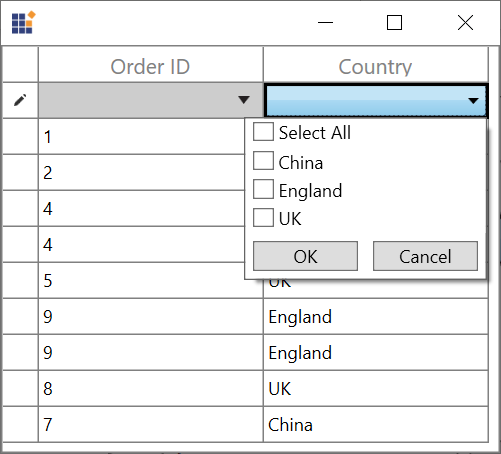 Order ID Country
1 Select All
2 China
4 England
4 UK
OK Cancel
5 UK
9 England
9 England
8 UK
7 China